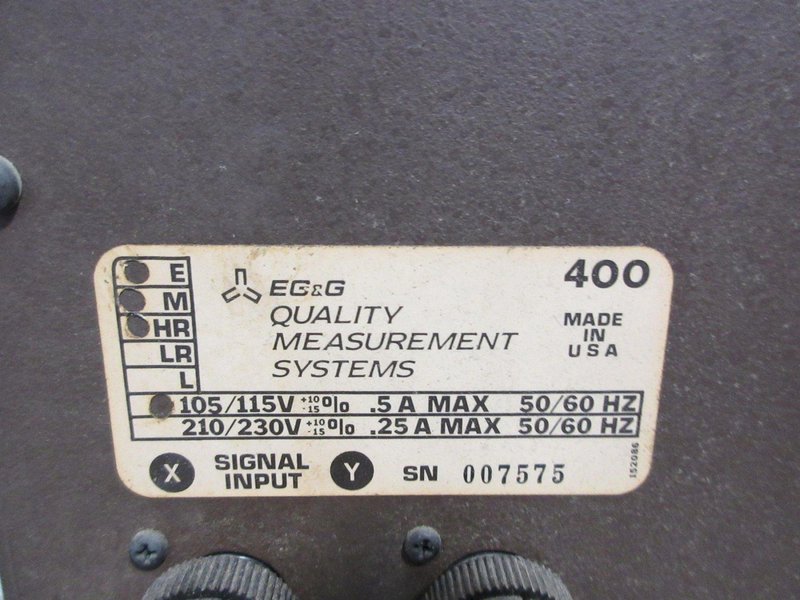 E
M
HR
LR
L
EG&G
QUALITY
MEASUREMENT
SYSTEMS
400
MADE
IN
USA
105/115V +10 -15 % .5 A MAX 50/60 HZ
210/230V +10 -15 % .25 A MAX 50/60 HZ
X SIGNAL INPUT Y SN 007575
152086